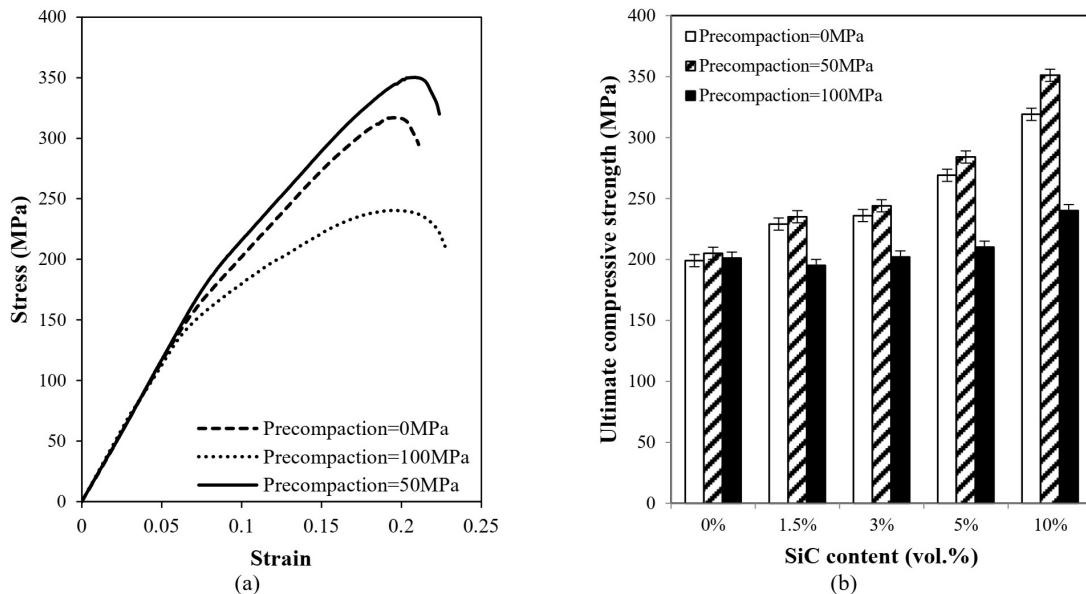 400
350
300
250
200
150
100
50
0
Stress (MPa)
Precompaction=0MPa
Precompaction=100MPa
Precompaction=50MPa
0
0.05
0.1
0.15
0.2
0.25
Strain
(a)
400
350
300
250
200
150
100
50
0
Ultimate compressive strength (MPa)
Precompaction=0MPa
Precompaction=50MPa
Precompaction=100MPa
0%
1.5%
3%
5%
10%
SiC content (vol.%)
(b)